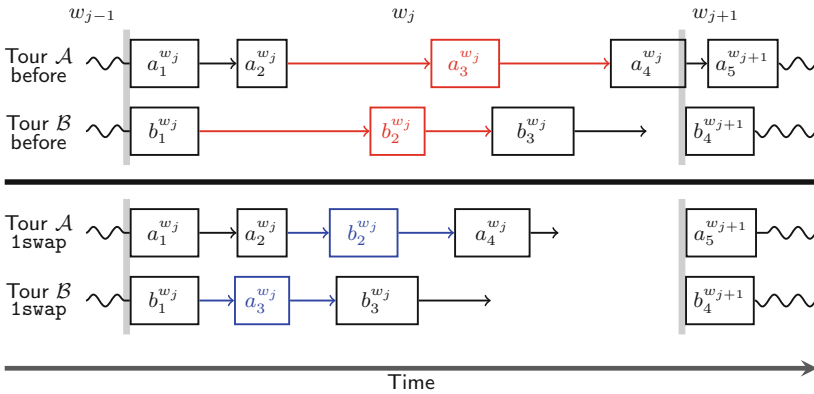 w_{j-1} w_j w_{j+1}
Tour 𝒜 before a_1^{w_j} a_2^{w_j} a_3^{w_j} a_4^{w_j} a_5^{w_{j+1}}
Tour ℬ before b_1^{w_j} b_2^{w_j} b_3^{w_j} b_4^{w_{j+1}}
Tour 𝒜 1swap a_1^{w_j} a_2^{w_j} b_2^{w_j} a_4^{w_j} a_5^{w_{j+1}}
Tour ℬ 1swap b_1^{w_j} a_3^{w_j} b_3^{w_j} b_4^{w_{j+1}}
Time